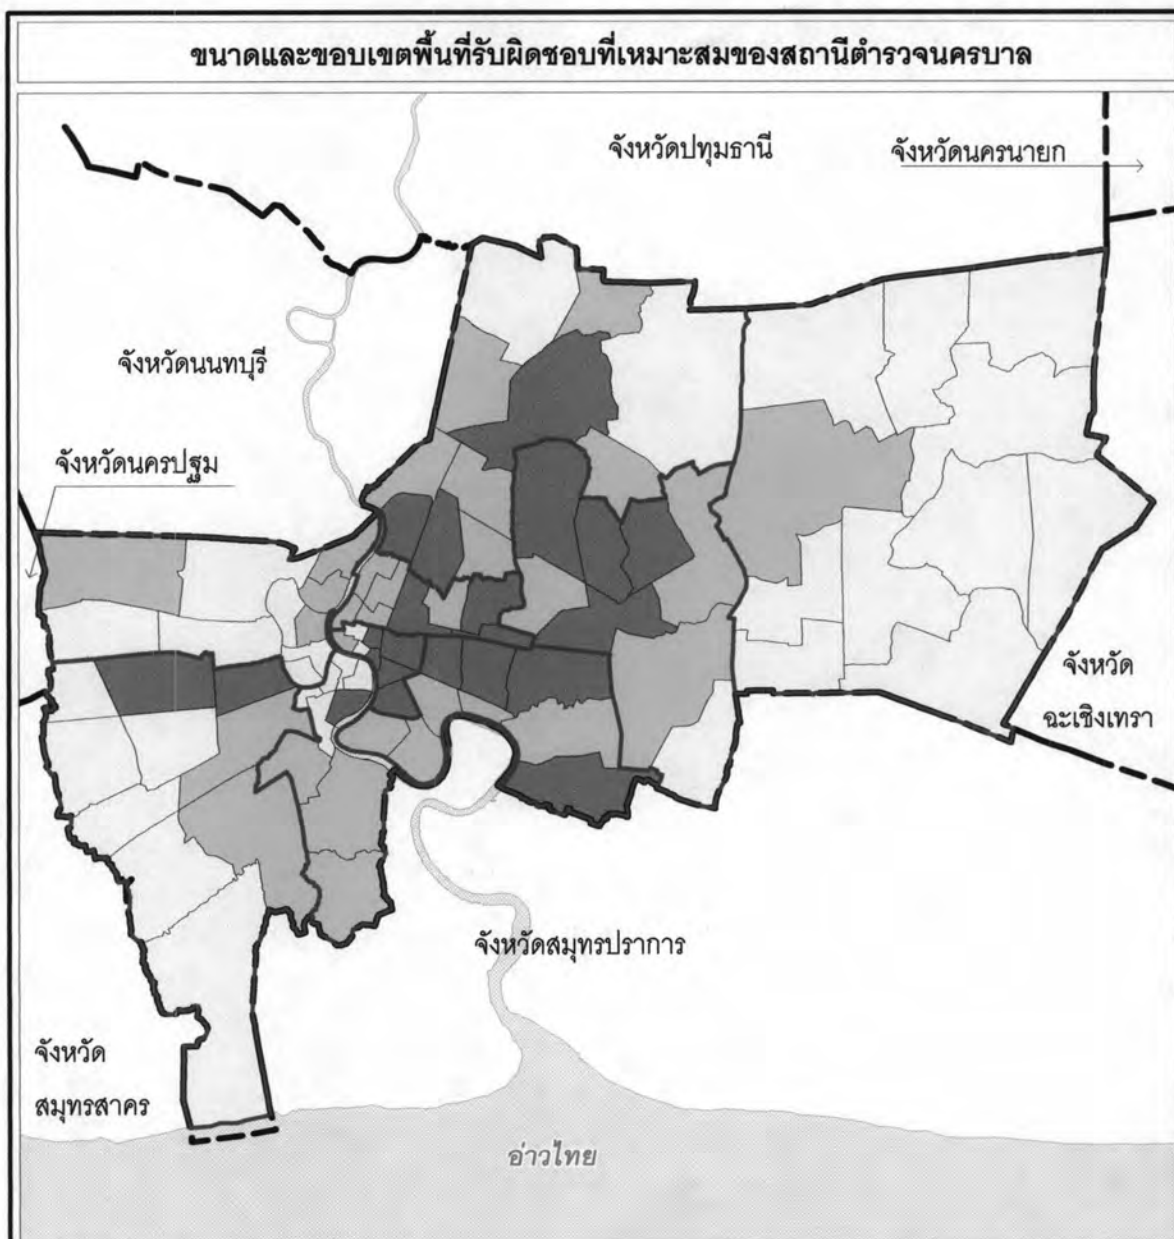 ขนาดและขอบเขตพื้นที่รับผิดชอบที่เหมาะสมของสถานีตำรวจนครบาล
จังหวัดปทุมธานี
จังหวัดนครนายก
จังหวัดนนทบุรี
จังหวัดนครปฐม
จังหวัด
ฉะเชิงเทรา
จังหวัดสมุทรปราการ
จังหวัด
สมุทรสาคร
อ่าวไทย